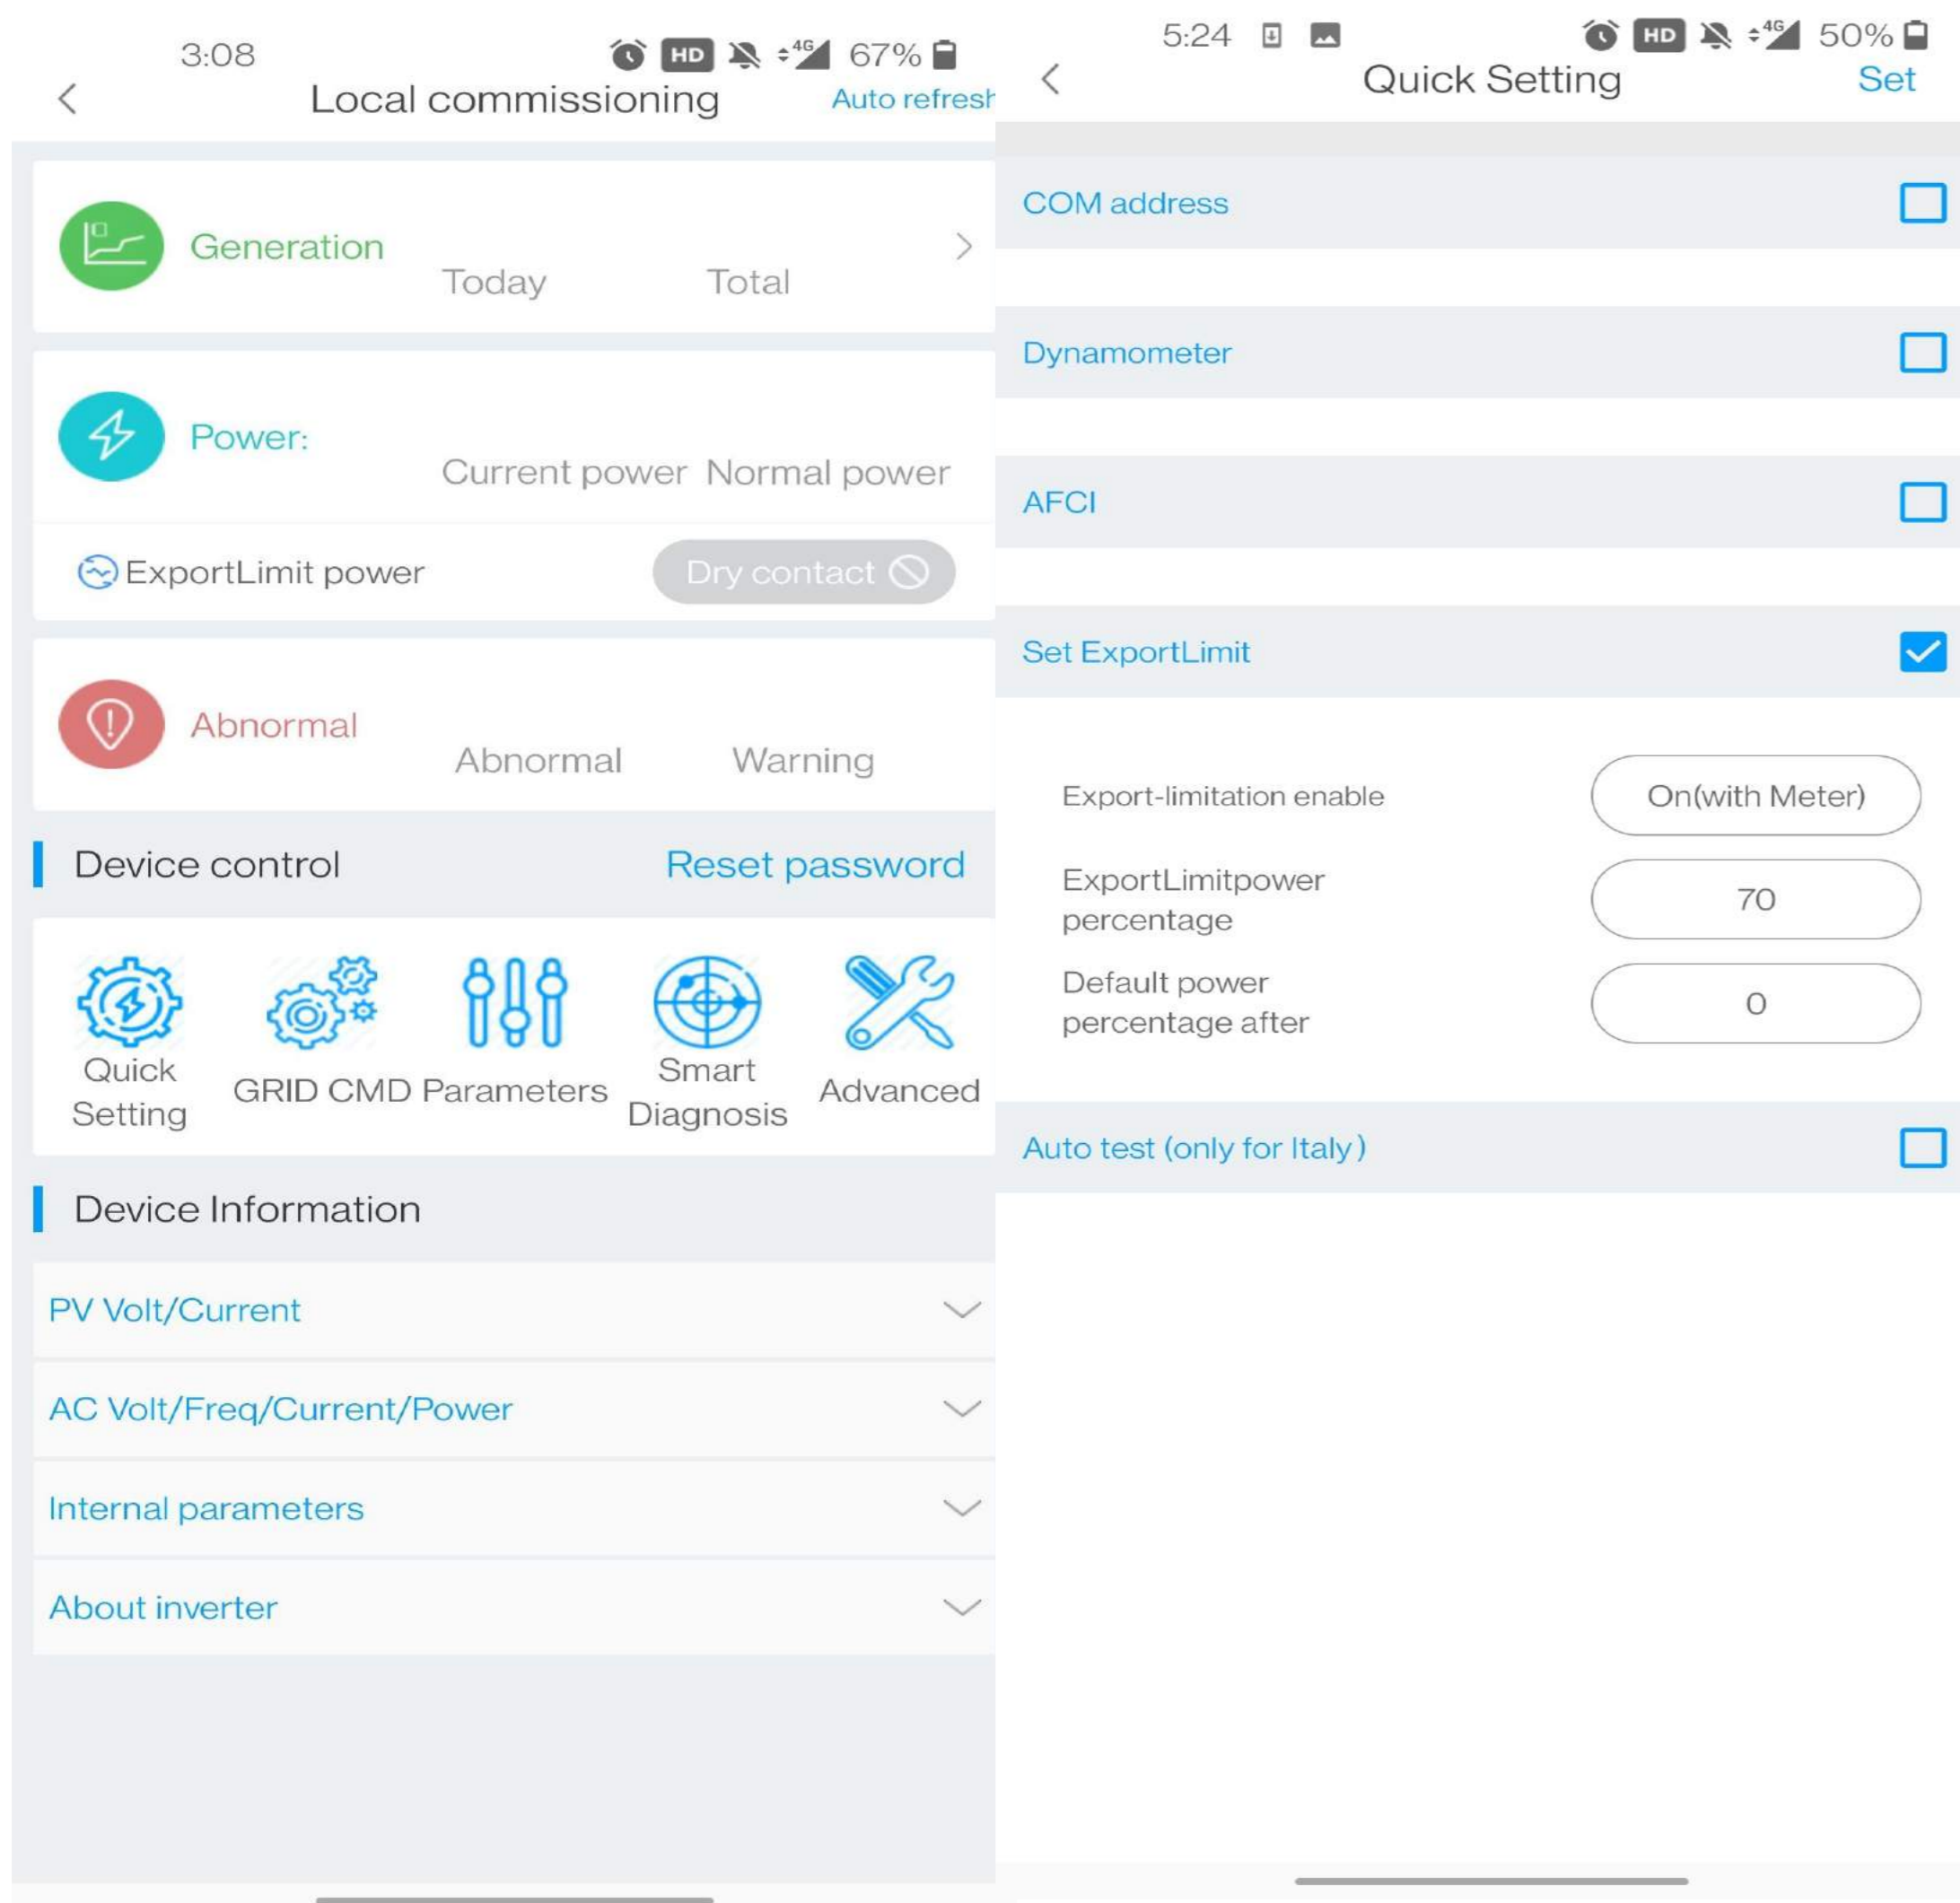 3:08
HD
4G
67%
Local commissioning
Auto refresh
Generation
Today
Total
Power:
Current power
Normal power
ExportLimit power
Dry contact
Abnormal
Abnormal
Warning
Device control
Reset password
Quick
Setting
GRID CMD
Parameters
Smart
Diagnosis
Advanced
Device Information
PV Volt/Current
AC Volt/Freq/Current/Power
Internal parameters
About inverter
5:24
HD
4G
50%
Quick Setting
Set
COM address
Dynamometer
AFCI
Set ExportLimit
Export-limitation enable
On(with Meter)
ExportLimitpower
percentage
70
Default power
percentage after
0
Auto test (only for Italy)